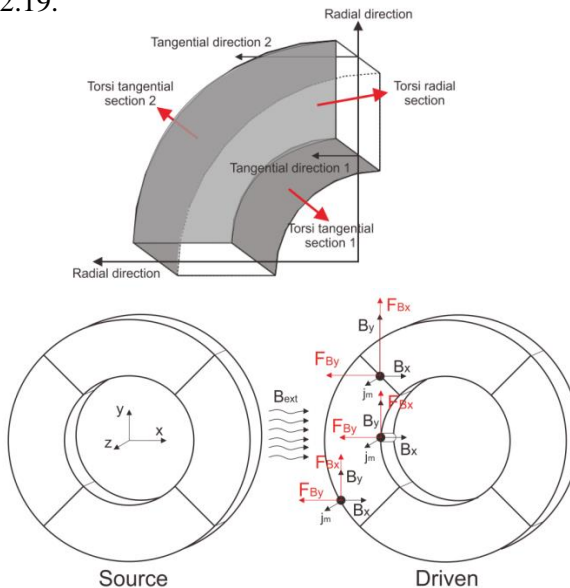 2.19.
Radial direction
Tangential direction 2
Torsi tangential
section 2
Torsi radial
section
Tangential direction 1
Torsi tangential
section 1
Radial direction
F_Bx
B_y
F_By
B_x
j_m
F_Bx
B_ext
B_y
F_By
B_x
j_m
F_Bx
B_y
F_By
B_x
j_m
y
x
z
Source
Driven